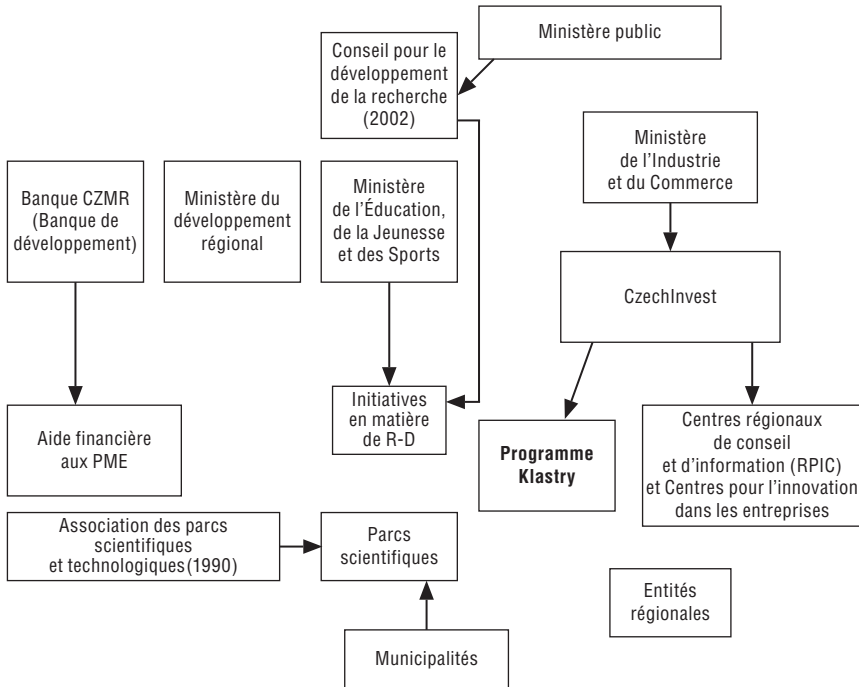 Ministère public
Conseil pour le
développement
de la recherche
(2002)
Ministère
de l'Industrie
et du Commerce
Banque CZMR
(Banque de
développement)
Ministère du
développement
régional
Ministère
de l'Éducation,
de la Jeunesse
et des Sports
CzechInvest
Aide financière
aux PME
Initiatives
en matière
de R-D
Programme
Klastry
Centres régionaux
de conseil
et d'information (RPIC)
et Centres pour l'innovation
dans les entreprises
Association des parcs
scientifiques
et technologiques(1990)
Parcs
scientifiques
Entités
régionales
Municipalités